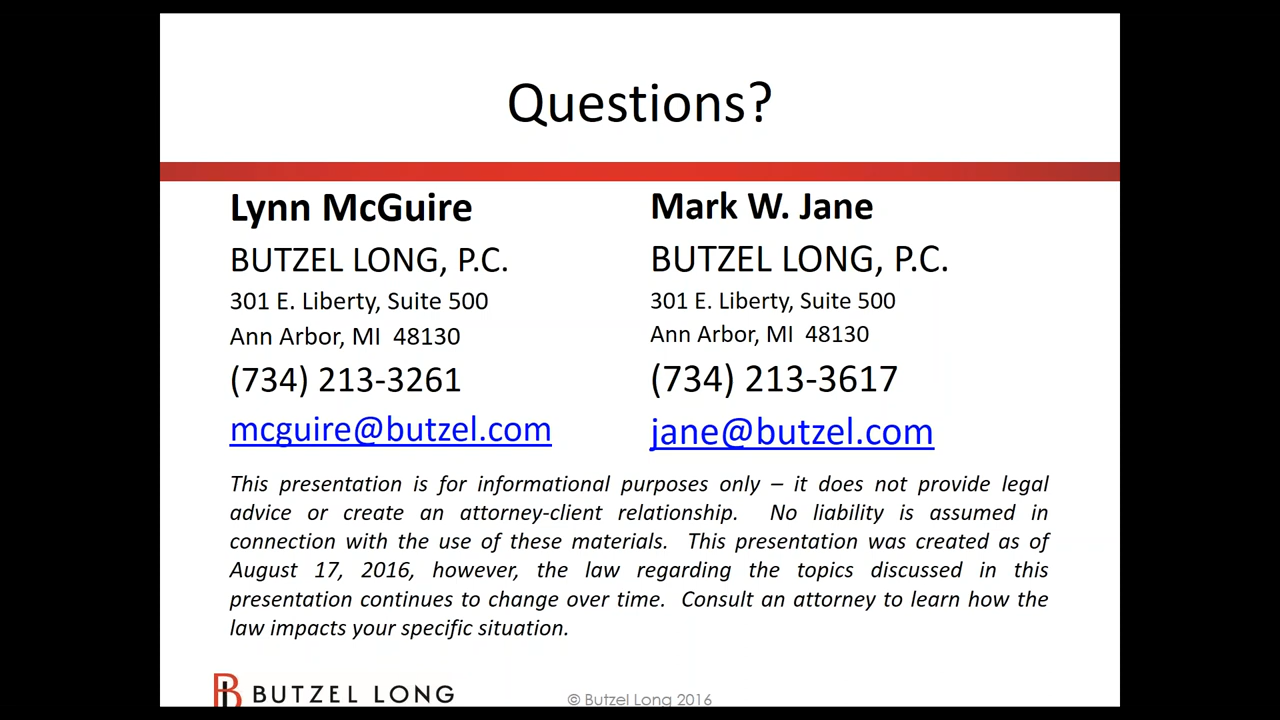 Questions?
Lynn McGuire
BUTZEL LONG, P.C.
301 E. Liberty, Suite 500
Ann Arbor, MI  48130
(734) 213-3261
mcguire@butzel.com
Mark W. Jane
BUTZEL LONG, P.C.
301 E. Liberty, Suite 500
Ann Arbor, MI  48130
(734) 213-3617
jane@butzel.com
This presentation is for informational purposes only – it does not provide legal
advice or create an attorney-client relationship.  No liability is assumed in
connection with the use of these materials.  This presentation was created as of
August 17, 2016, however, the law regarding the topics discussed in this
presentation continues to change over time.  Consult an attorney to learn how the
law impacts your specific situation.
BUTZEL LONG
© Butzel Long 2016